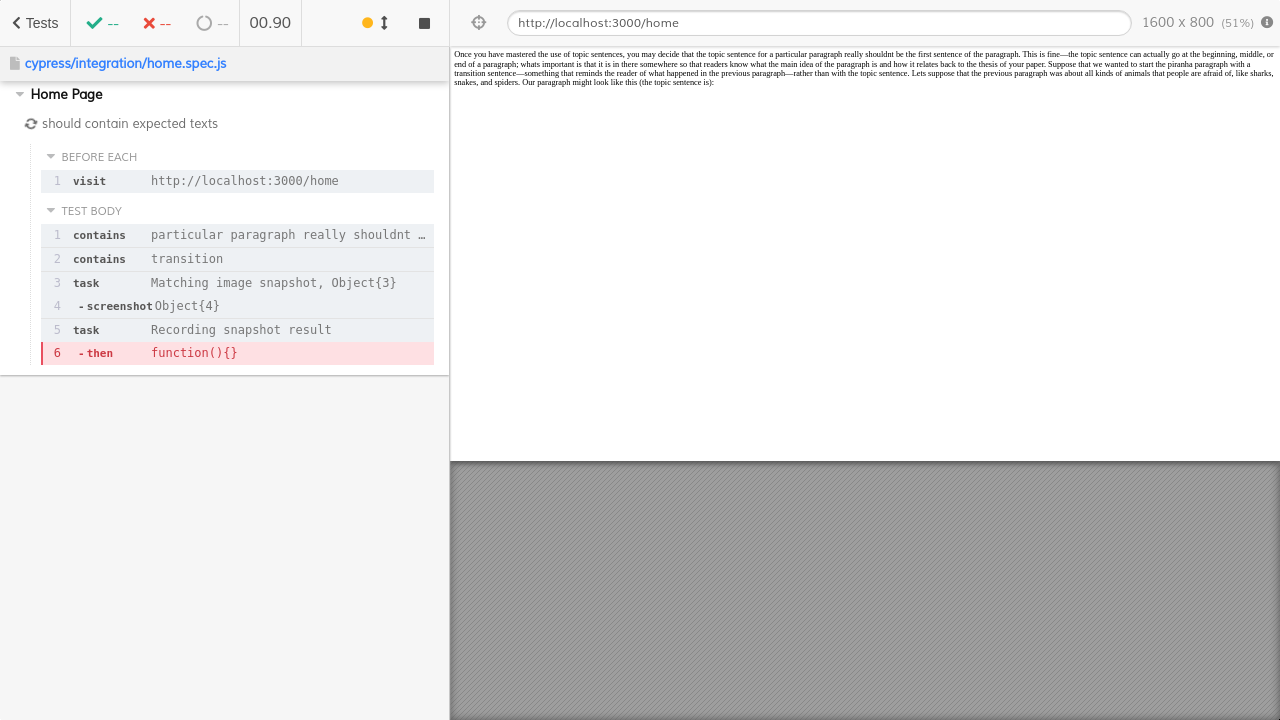 Tests
--
--
--
00.90
http://localhost:3000/home
1600 x 800 (51%)
cypress/integration/home.spec.js
Home Page
should contain expected texts
BEFORE EACH
1 visit http://localhost:3000/home
TEST BODY
1 contains particular paragraph really shouldnt …
2 contains transition
3 task Matching image snapshot, Object{3}
4 -screenshot Object{4}
5 task Recording snapshot result
6 -then function(){}
Once you have mastered the use of topic sentences, you may decide that the topic sentence for a particular paragraph really shouldnt be the first sentence of the paragraph. This is fine—the topic sentence can actually go at the beginning, middle, or
end of a paragraph; whats important is that it is in there somewhere so that readers know what the main idea of the paragraph is and how it relates back to the thesis of your paper. Suppose that we wanted to start the piranha paragraph with a
transition sentence—something that reminds the reader of what happened in the previous paragraph—rather than with the topic sentence. Lets suppose that the previous paragraph was about all kinds of animals that people are afraid of, like sharks,
snakes, and spiders. Our paragraph might look like this (the topic sentence is):